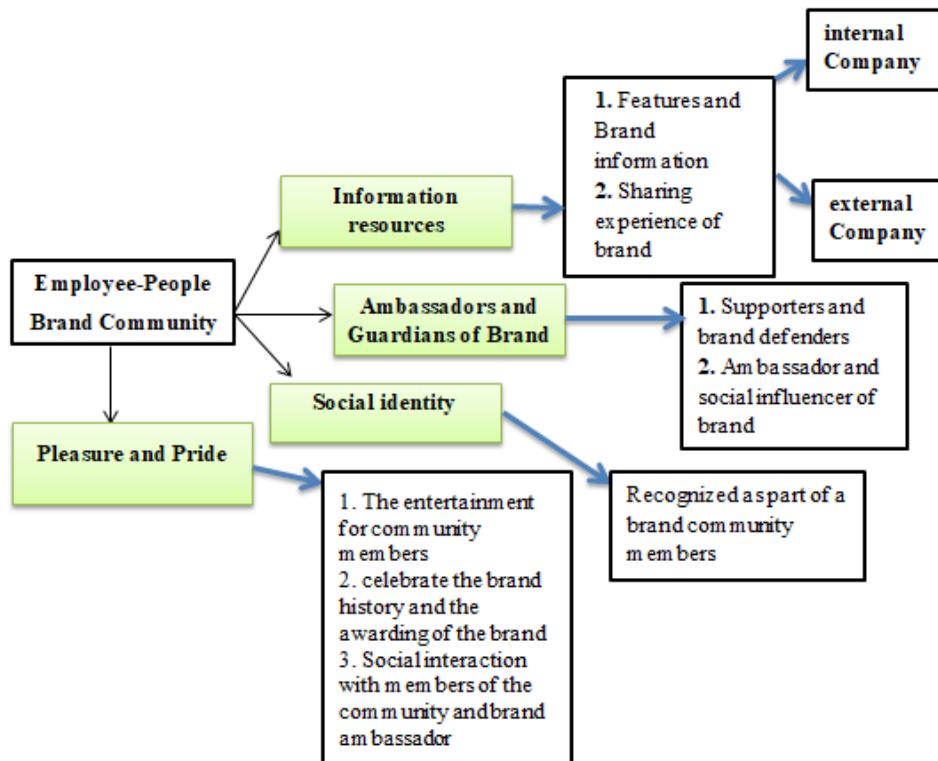 internal
Company
1. Features and
Brand
information
2. Sharing
experience of
brand
Information
resources
external
Company
Employee-People
Brand Community
Ambassadors and
Guardians of Brand
1. Supporters and
brand defenders
2. Ambassador and
social influencer of
brand
Social identity
Pleasure and Pride
1. The entertainment
for community
members
2. celebrate the brand
history and the
awarding of the brand
3. Social interaction
with members of the
community and brand
ambassador
Recognized as part of a
brand community
members